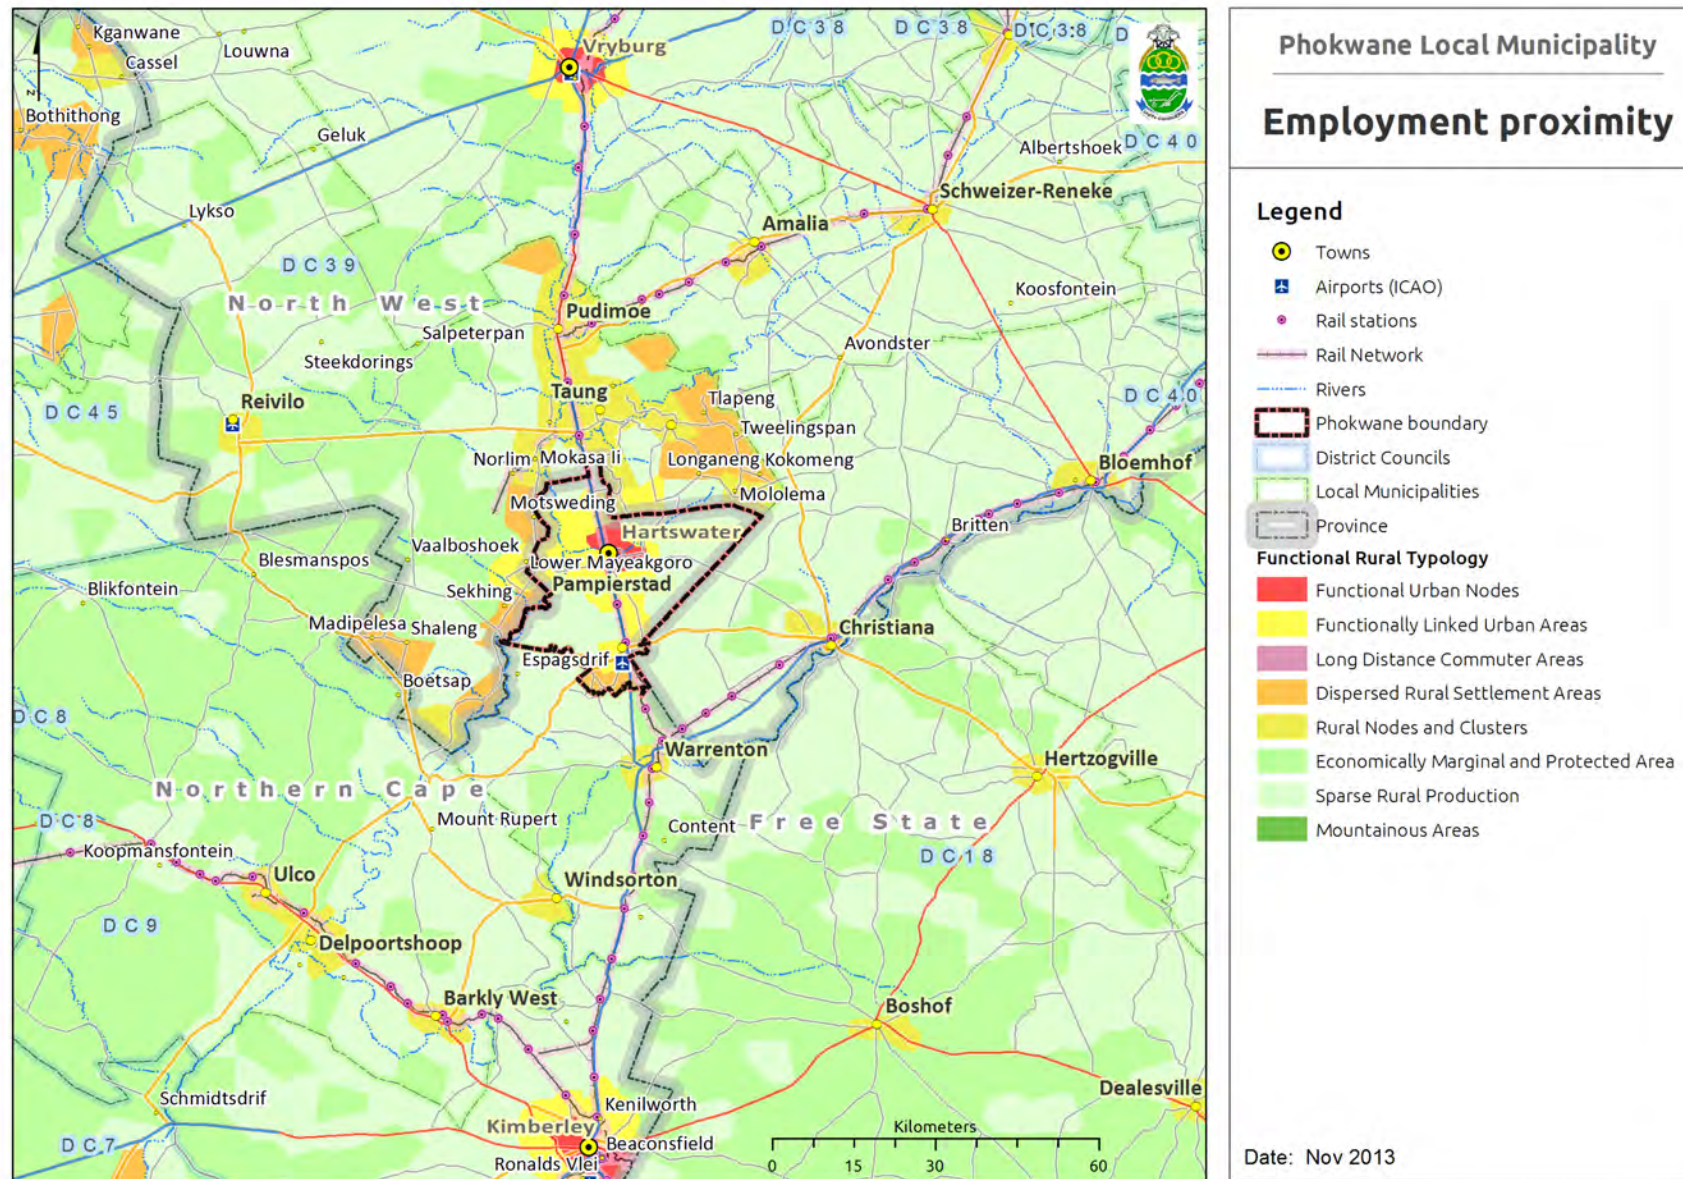 Kganwane
Louwna
Cassel
Bothithong
z
Vryburg
DC38
DC38
DC38
D
Geluk
Albertshoek
DC40
Lykso
Schweizer-Reneke
Amalia
DC39
North West
Koosfontein
Pudimoe
Salpeterpan
Steekdorings
Avondster
Taung
DC45
Reivilo
Tlapeng
DC40
Tweelingspan
Norlim
Mokasa Ii
Longaneng
Kokomeng
Bloemhof
Motsweding
Mololema
Hartswater
Britten
Vaalboshoek
Blesmanspos
Lower Mayeakgoro
Pampierstad
Blikfontein
Sekhing
Madipelesa
Shaleng
Christiana
Espagsdrif
Boetsap
DC8
Warrenton
Hertzogville
Northern Cape
Mount Rupert
Content
Free State
DC8
Koopmansfontein
DC18
Ulco
Windsorton
DC9
Delpoortshoop
Barkly West
Boshof
Dealesville
Schmidtsdrif
Kenilworth
Kimberley
Beaconsfield
DC7
Ronalds Vlei
Kilometers
0 15 30 60
Phokwane Local Municipality
Employment proximity
Legend
Towns
Airports (ICAO)
Rail stations
Rail Network
Rivers
Phokwane boundary
District Councils
Local Municipalities
Province
Functional Rural Typology
Functional Urban Nodes
Functionally Linked Urban Areas
Long Distance Commuter Areas
Dispersed Rural Settlement Areas
Rural Nodes and Clusters
Economically Marginal and Protected Area
Sparse Rural Production
Mountainous Areas
Date: Nov 2013